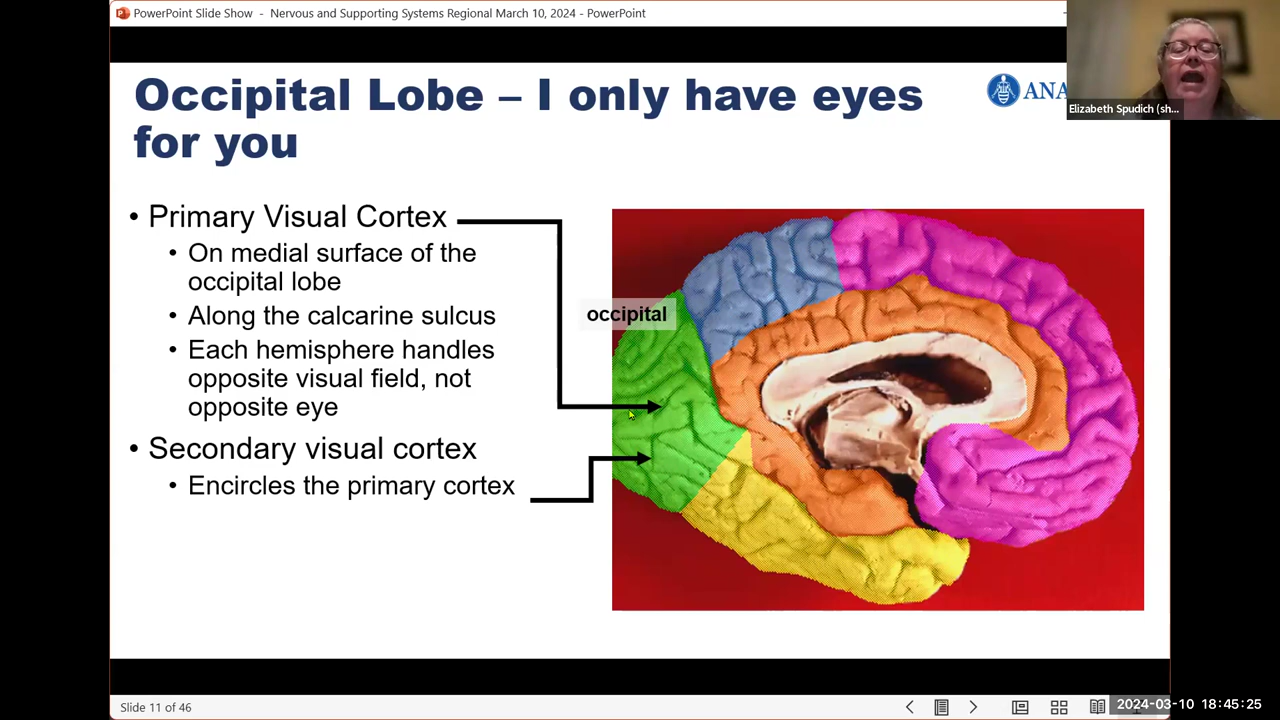 PowerPoint Slide Show - Nervous and Supporting Systems Regional March 10, 2024 - PowerPoint
Occipital Lobe – I only have eyes
for you
ANA
Elizabeth Spudich (sh...
• Primary Visual Cortex
• On medial surface of the
occipital lobe
• Along the calcarine sulcus
• Each hemisphere handles
opposite visual field, not
opposite eye
• Secondary visual cortex
• Encircles the primary cortex
occipital
Slide 11 of 46
2024-03-10 18:45:25